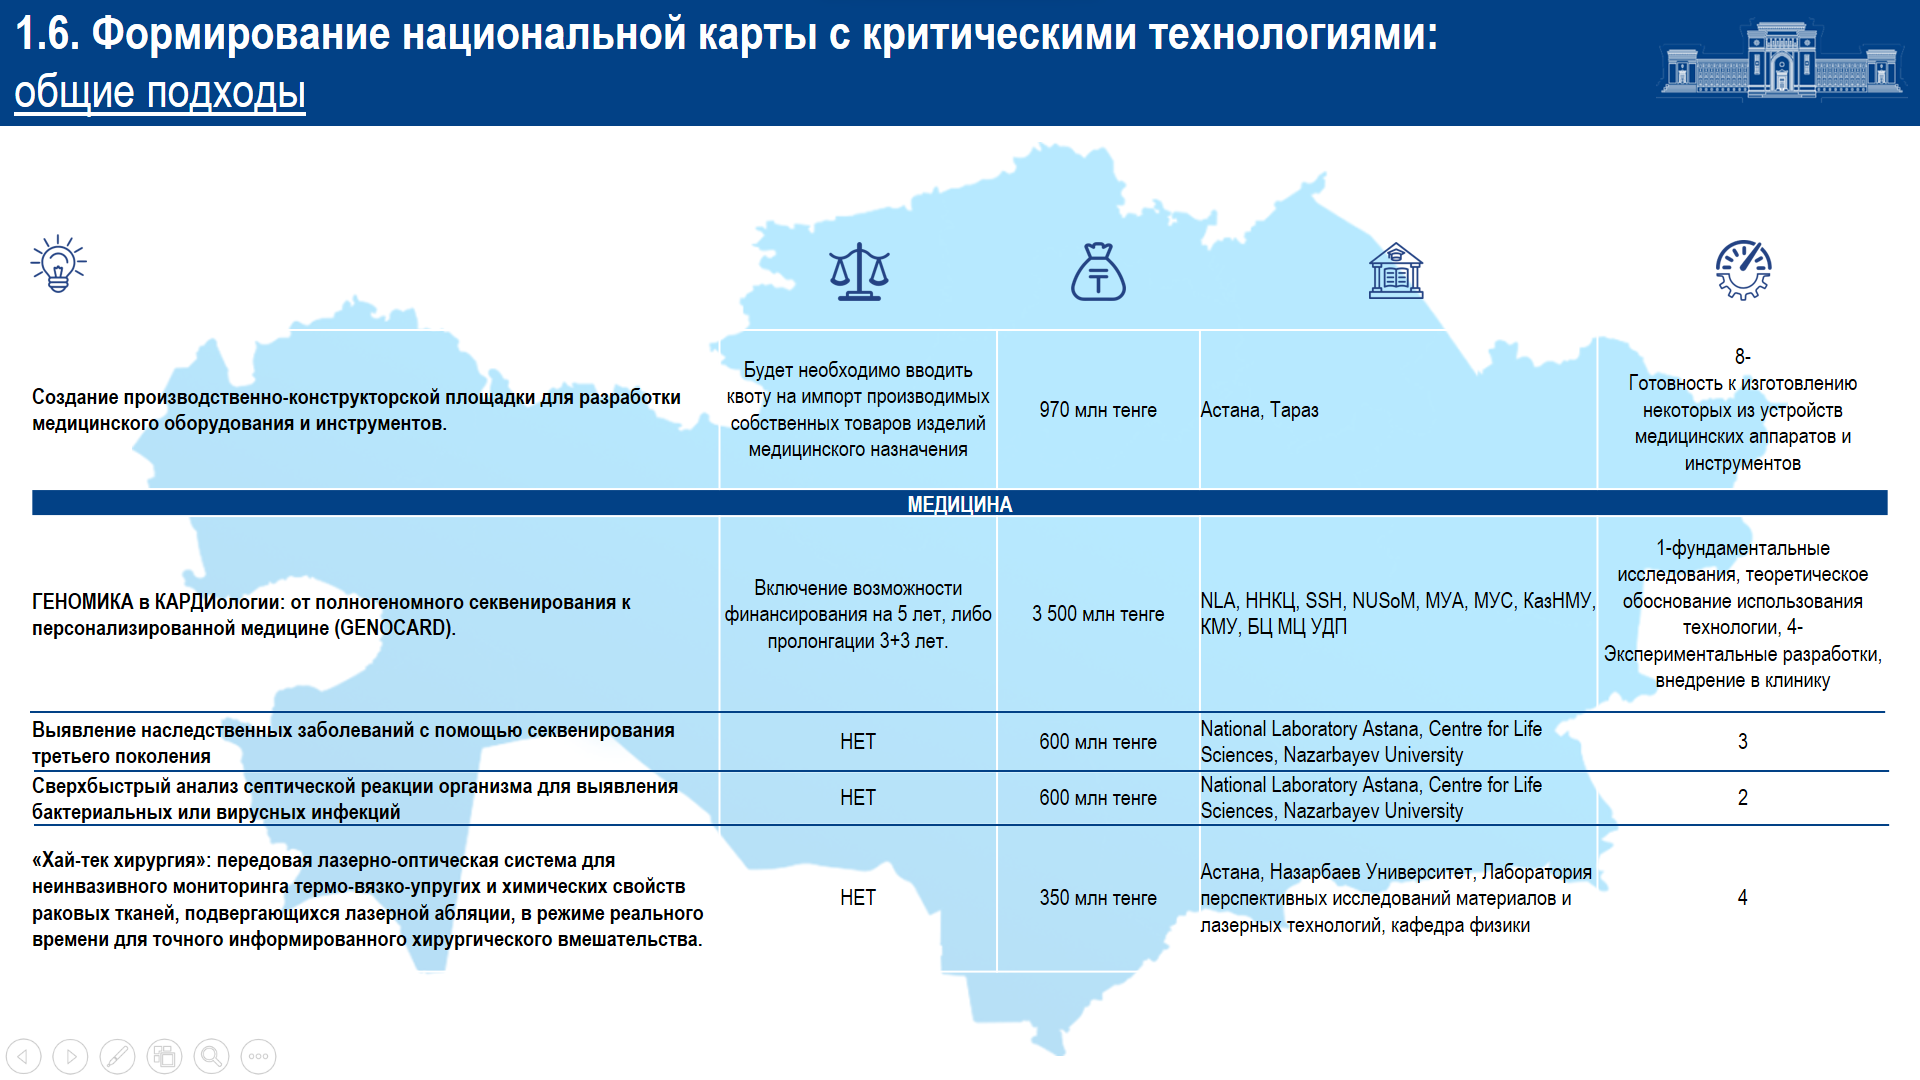 1.6. Формирование национальной карты с критическими технологиями:
общие подходы
Создание производственно-конструкторской площадки для разработки
медицинского оборудования и инструментов.
Будет необходимо вводить
квоту на импорт производимых
собственных товаров изделий
медицинского назначения
970 млн тенге
Астана, Тараз
8-
Готовность к изготовлению
некоторых из устройств
медицинских аппаратов и
инструментов
МЕДИЦИНА
ГЕНОМИКА в КАРДИологии: от полногеномного секвенирования к
персонализированной медицине (GENOCARD).
Включение возможности
финансирования на 5 лет, либо
пролонгации 3+3 лет.
3 500 млн тенге
NLA, ННКЦ, SSH, NUSoM, МУА, МУС, КазНМУ,
КМУ, БЦ МЦ УДП
1-фундаментальные
исследования, теоретическое
обоснование использования
технологии, 4-
Экспериментальные разработки,
внедрение в клинику
Выявление наследственных заболеваний с помощью секвенирования
третьего поколения
НЕТ
600 млн тенге
National Laboratory Astana, Centre for Life
Sciences, Nazarbayev University
3
Сверхбыстрый анализ септической реакции организма для выявления
бактериальных или вирусных инфекций
НЕТ
600 млн тенге
National Laboratory Astana, Centre for Life
Sciences, Nazarbayev University
2
«Хай-тек хирургия»: передовая лазерно-оптическая система для
неинвазивного мониторинга термо-вязко-упругих и химических свойств
раковых тканей, подвергающихся лазерной абляции, в режиме реального
времени для точного информированного хирургического вмешательства.
НЕТ
350 млн тенге
Астана, Назарбаев Университет, Лаборатория
перспективных исследований материалов и
лазерных технологий, кафедра физики
4